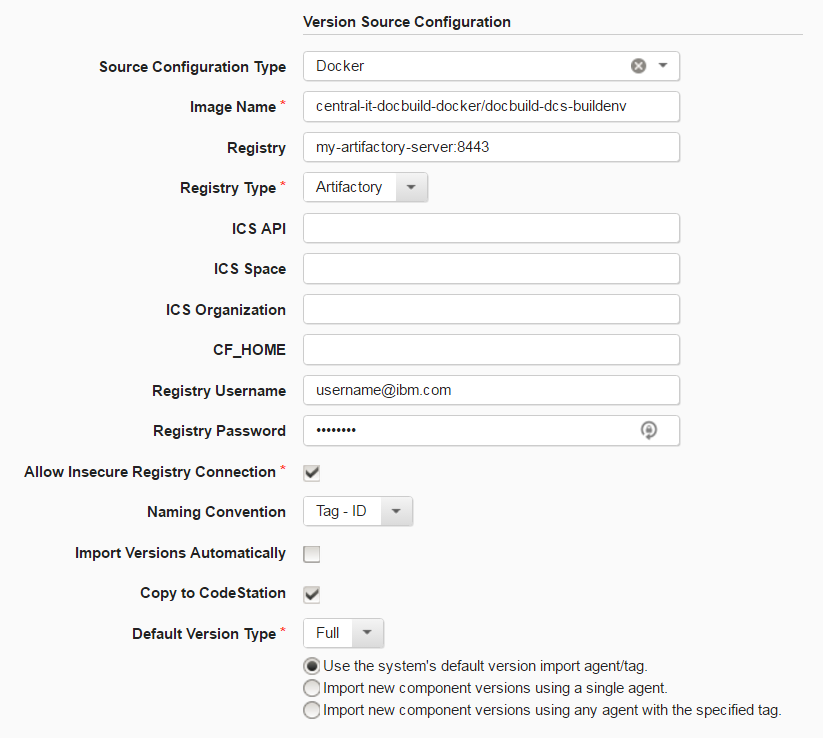 Version Source Configuration
Source Configuration Type Docker
Image Name * central-it-docbuild-docker/docbuild-dcs-buildenv
Registry my-artifactory-server:8443
Registry Type * Artifactory
ICS API
ICS Space
ICS Organization
CF_HOME
Registry Username username@ibm.com
Registry Password ••••••••
Allow Insecure Registry Connection *
Naming Convention Tag - ID
Import Versions Automatically
Copy to CodeStation
Default Version Type * Full
Use the system's default version import agent/tag.
Import new component versions using a single agent.
Import new component versions using any agent with the specified tag.